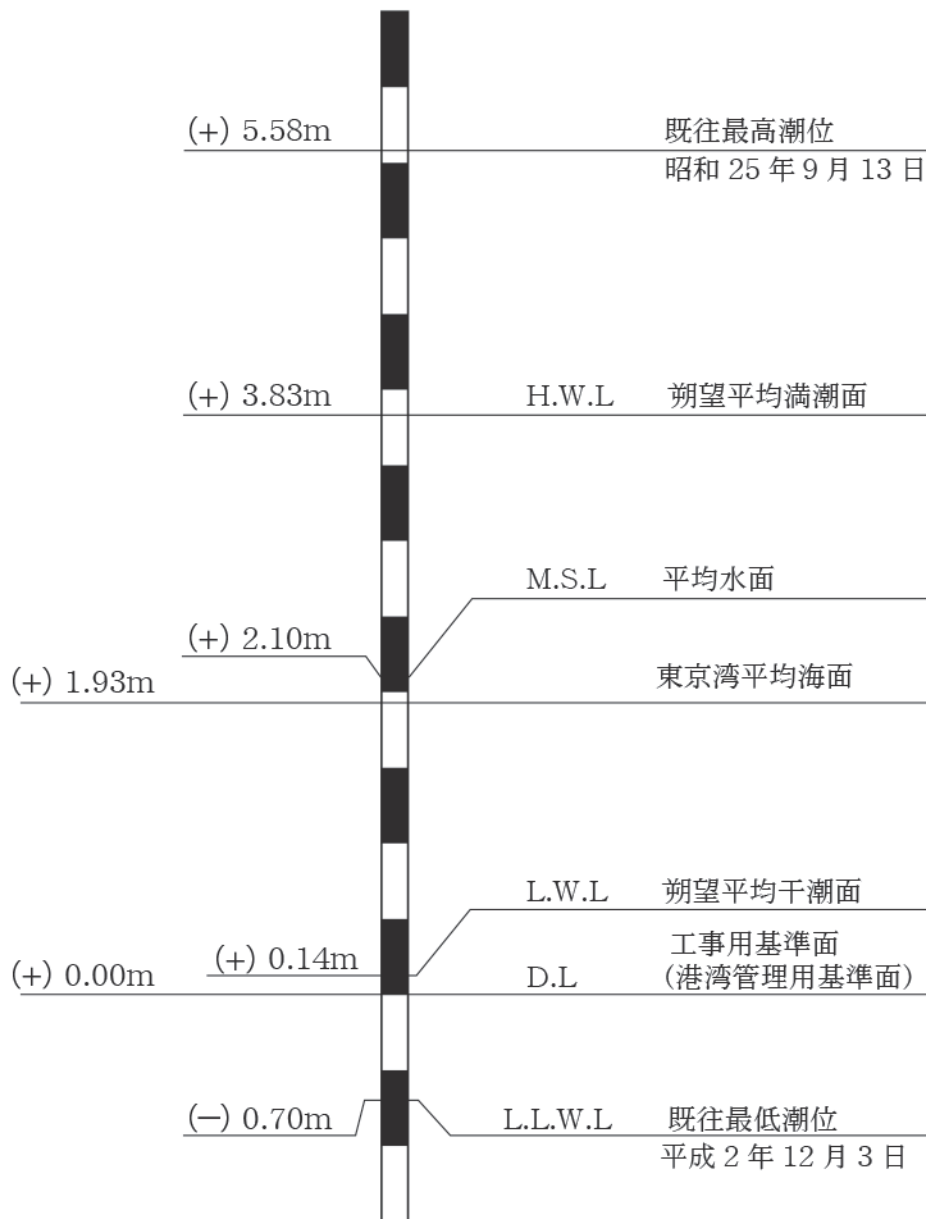 (+) 5.58m 既往最高潮位
昭和 25 年 9 月 13 日
(+) 3.83m H.W.L 朔望平均満潮面
M.S.L 平均水面
(+) 2.10m
(+) 1.93m 東京湾平均海面
L.W.L 朔望平均干潮面
(+) 0.14m 工事用基準面
(+) 0.00m D.L (港湾管理用基準面)
(−) 0.70m L.L.W.L 既往最低潮位
平成 2 年 12 月 3 日